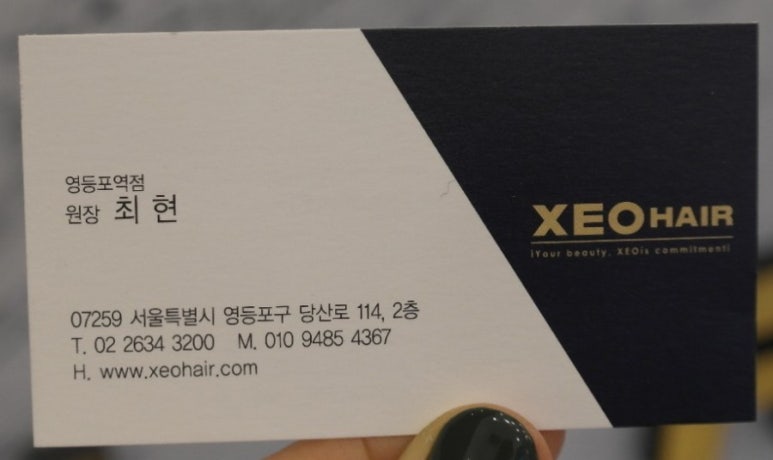 영등포역점
원장 최 현
07259 서울특별시 영등포구 당산로 114, 2층
T. 02 2634 3200 M. 010 9485 4367
H. www.xeohair.com
XEO HAIR
¡Your beauty, XEOis commitment!